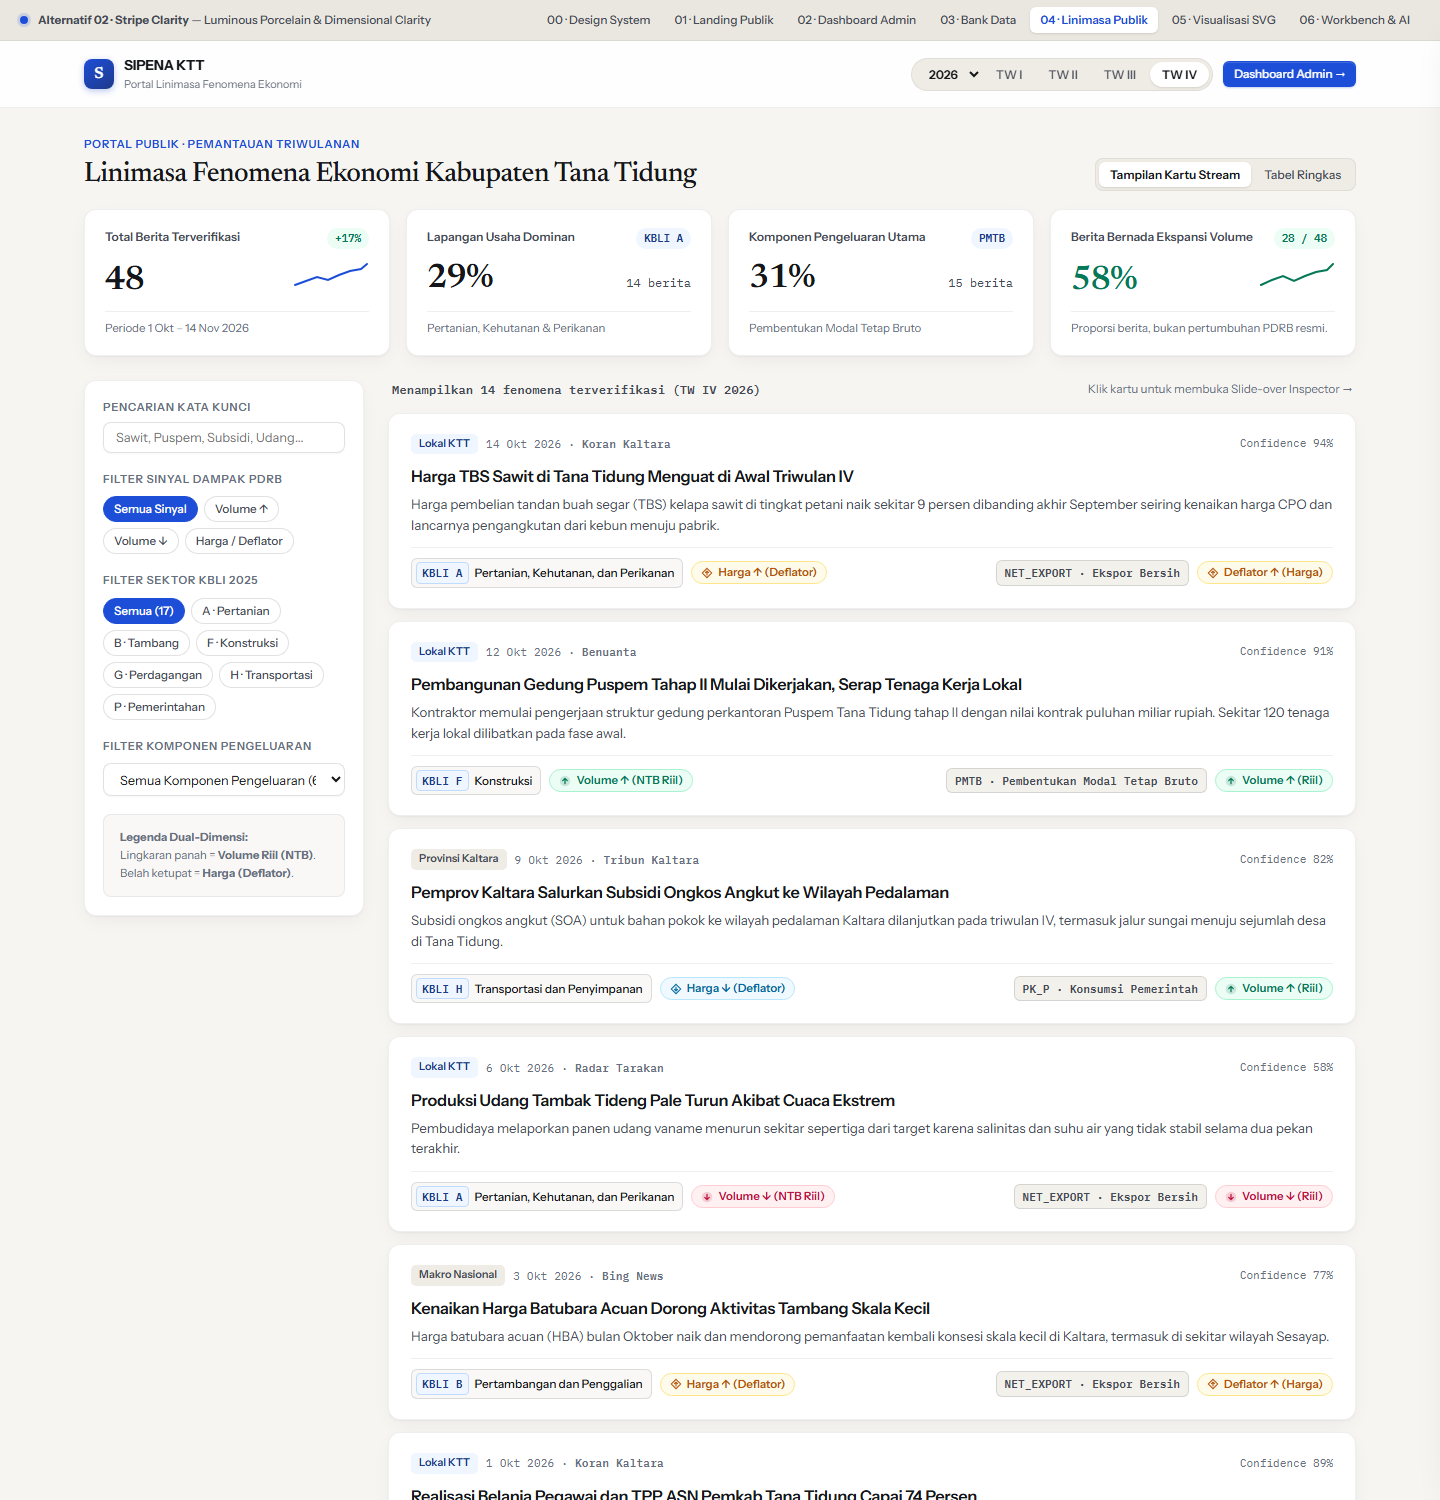 Alternatif 02 · Stripe Clarity — Luminous Porcelain & Dimensional Clarity
00 · Design System
01 · Landing Publik
02 · Dashboard Admin
03 · Bank Data
04 · Linimasa Publik
05 · Visualisasi SVG
06 · Workbench & AI
S
SIPENA KTT
Portal Linimasa Fenomena Ekonomi
2026
TW I
TW II
TW III
TW IV
Dashboard Admin →
PORTAL PUBLIK · PEMANTAUAN TRIWULANAN
Linimasa Fenomena Ekonomi Kabupaten Tana Tidung
Tampilan Kartu Stream
Tabel Ringkas
Total Berita Terverifikasi
+17%
48
Periode 1 Okt – 14 Nov 2026
Lapangan Usaha Dominan
KBLI A
29%
14 berita
Pertanian, Kehutanan & Perikanan
Komponen Pengeluaran Utama
PMTB
31%
15 berita
Pembentukan Modal Tetap Bruto
Berita Bernada Ekspansi Volume
28 / 48
58%
Proporsi berita, bukan pertumbuhan PDRB resmi.
PENCARIAN KATA KUNCI
Sawit, Puspem, Subsidi, Udang...
FILTER SINYAL DAMPAK PDRB
Semua Sinyal
Volume ↑
Volume ↓
Harga / Deflator
FILTER SEKTOR KBLI 2025
Semua (17)
A · Pertanian
B · Tambang
F · Konstruksi
G · Perdagangan
H · Transportasi
P · Pemerintahan
FILTER KOMPONEN PENGELUARAN
Semua Komponen Pengeluaran (6
Legenda Dual-Dimensi:
Lingkaran panah = Volume Riil (NTB).
Belah ketupat = Harga (Deflator).
Menampilkan 14 fenomena terverifikasi (TW IV 2026)
Klik kartu untuk membuka Slide-over Inspector →
Lokal KTT
14 Okt 2026 · Koran Kaltara
Confidence 94%
Harga TBS Sawit di Tana Tidung Menguat di Awal Triwulan IV
Harga pembelian tandan buah segar (TBS) kelapa sawit di tingkat petani naik sekitar 9 persen dibanding akhir September seiring kenaikan harga CPO dan
lancarnya pengangkutan dari kebun menuju pabrik.
KBLI A Pertanian, Kehutanan, dan Perikanan
Harga ↑ (Deflator)
NET_EXPORT · Ekspor Bersih
Deflator ↑ (Harga)
Lokal KTT
12 Okt 2026 · Benuanta
Confidence 91%
Pembangunan Gedung Puspem Tahap II Mulai Dikerjakan, Serap Tenaga Kerja Lokal
Kontraktor memulai pengerjaan struktur gedung perkantoran Puspem Tana Tidung tahap II dengan nilai kontrak puluhan miliar rupiah. Sekitar 120 tenaga
kerja lokal dilibatkan pada fase awal.
KBLI F Konstruksi
Volume ↑ (NTB Riil)
PMTB · Pembentukan Modal Tetap Bruto
Volume ↑ (Riil)
Provinsi Kaltara
9 Okt 2026 · Tribun Kaltara
Confidence 82%
Pemprov Kaltara Salurkan Subsidi Ongkos Angkut ke Wilayah Pedalaman
Subsidi ongkos angkut (SOA) untuk bahan pokok ke wilayah pedalaman Kaltara dilanjutkan pada triwulan IV, termasuk jalur sungai menuju sejumlah desa
di Tana Tidung.
KBLI H Transportasi dan Penyimpanan
Harga ↓ (Deflator)
PK_P · Konsumsi Pemerintah
Volume ↑ (Riil)
Lokal KTT
6 Okt 2026 · Radar Tarakan
Confidence 58%
Produksi Udang Tambak Tideng Pale Turun Akibat Cuaca Ekstrem
Pembudidaya melaporkan panen udang vaname menurun sekitar sepertiga dari target karena salinitas dan suhu air yang tidak stabil selama dua pekan
terakhir.
KBLI A Pertanian, Kehutanan, dan Perikanan
Volume ↓ (NTB Riil)
NET_EXPORT · Ekspor Bersih
Volume ↓ (Riil)
Makro Nasional
3 Okt 2026 · Bing News
Confidence 77%
Kenaikan Harga Batubara Acuan Dorong Aktivitas Tambang Skala Kecil
Harga batubara acuan (HBA) bulan Oktober naik dan mendorong pemanfaatan kembali konsesi skala kecil di Kaltara, termasuk di sekitar wilayah Sesayap.
KBLI B Pertambangan dan Penggalian
Harga ↑ (Deflator)
NET_EXPORT · Ekspor Bersih
Deflator ↑ (Harga)
Lokal KTT
1 Okt 2026 · Koran Kaltara
Confidence 89%
Realisasi Belanja Pegawai dan TPP ASN Pemkab Tana Tidung Capai 74 Persen